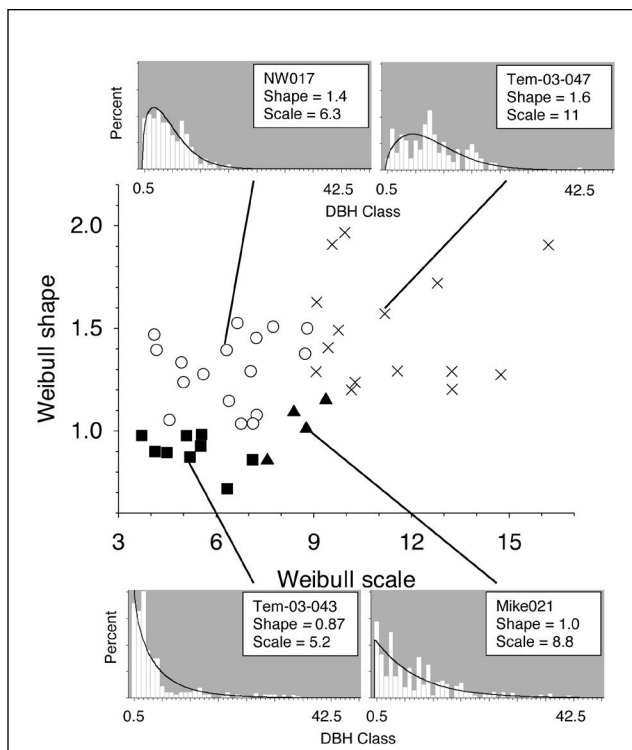 NW017
Shape = 1.4
Scale = 6.3
Tem-03-047
Shape = 1.6
Scale = 11
Percent
0.5
42.5
0.5
42.5
DBH Class
DBH Class
2.0
1.5
1.0
Weibull shape
3
6
9
12
15
Weibull scale
Tem-03-043
Shape = 0.87
Scale = 5.2
Mike021
Shape = 1.0
Scale = 8.8
Percent
0.5
42.5
0.5
42.5
DBH Class